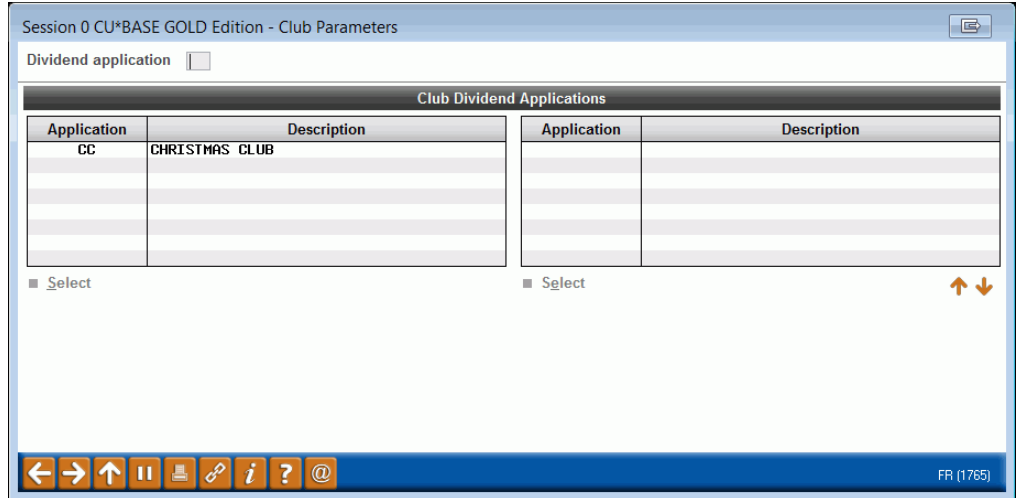 Session 0 CU*BASE GOLD Edition - Club Parameters
Dividend application
Club Dividend Applications
Application Description Application Description
CC CHRISTMAS CLUB
Select Select
i ? @ FR (1765)